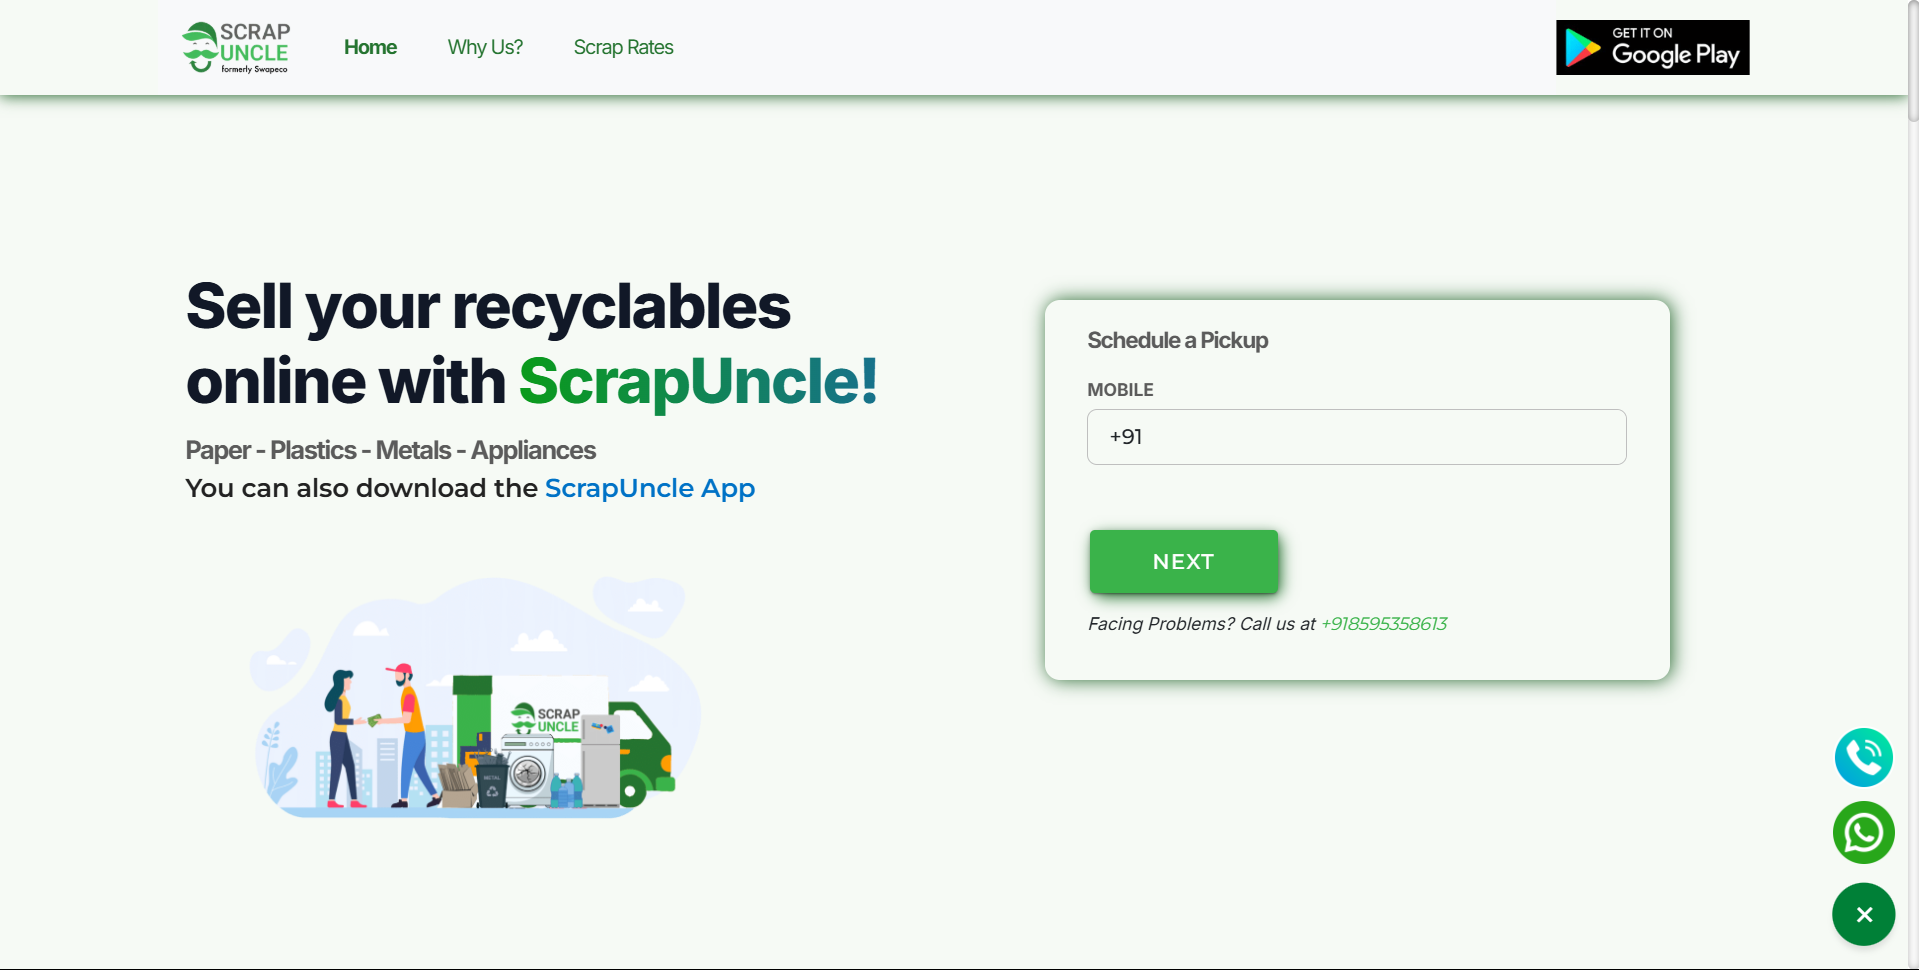 SCRAP
UNCLE
formerly Swapeco
Home
Why Us?
Scrap Rates
GET IT ON
Google Play
Sell your recyclables
online with ScrapUncle!
Paper - Plastics - Metals - Appliances
You can also download the ScrapUncle App
SCRAP
UNCLE
METAL
Schedule a Pickup
MOBILE
+91
NEXT
Facing Problems? Call us at +918595358613